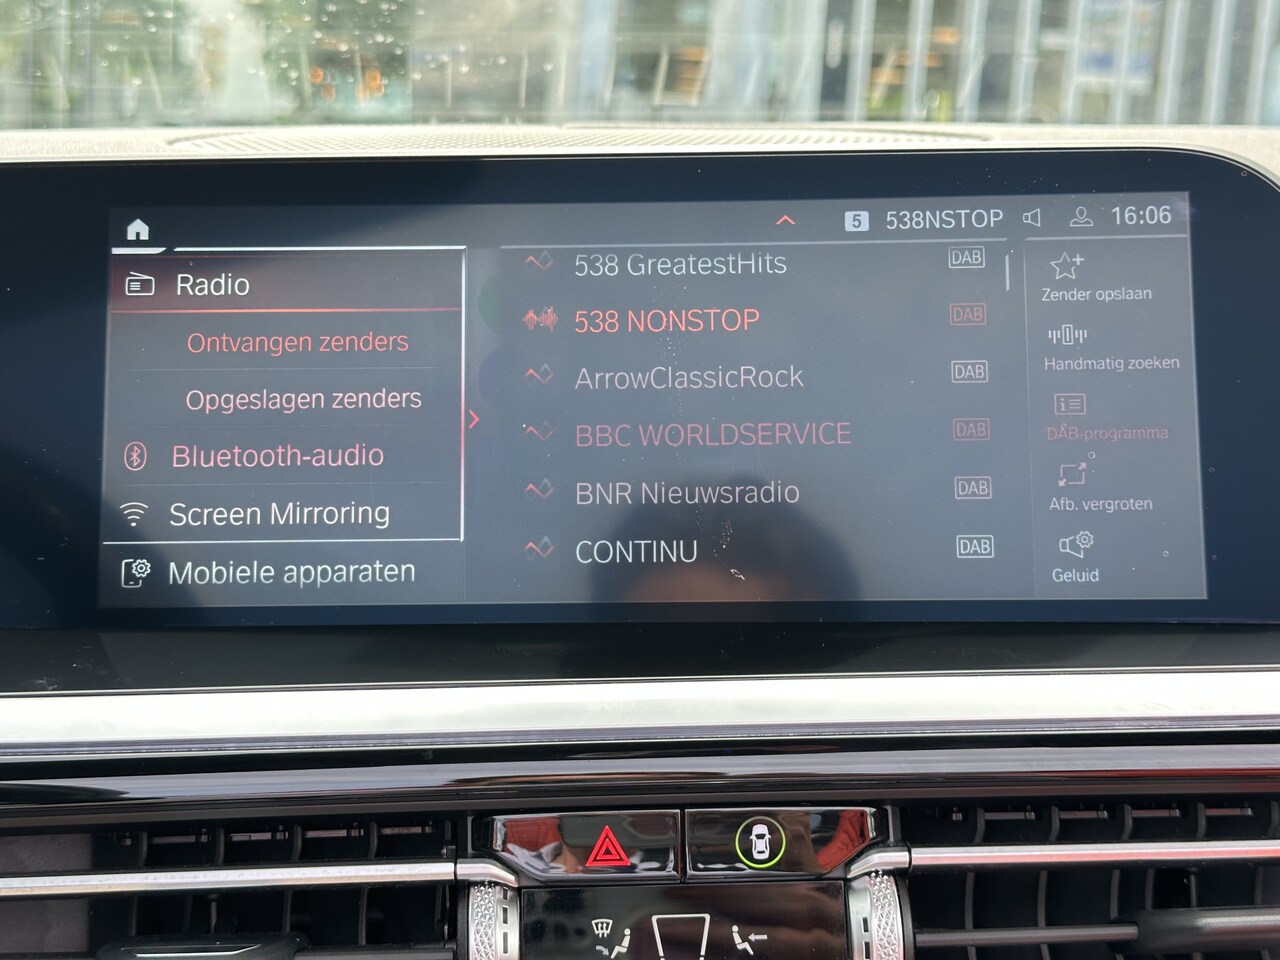 5 538NSTOP 16:06
Radio
Ontvangen zenders
Opgeslagen zenders
Bluetooth-audio
Screen Mirroring
Mobiele apparaten
538 GreatestHits DAB
538 NONSTOP DAB
ArrowClassicRock DAB
BBC WORLDSERVICE DAB
BNR Nieuwsradio DAB
CONTINU DAB
Zender opslaan
Handmatig zoeken
DAB-programma
Afb. vergroten
Geluid